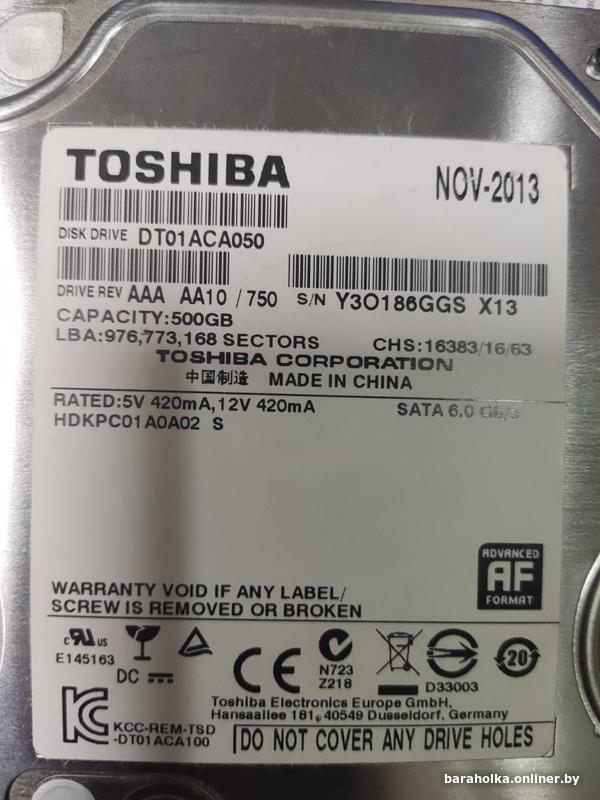 TOSHIBA
NOV-2013
DISK DRIVE DT01ACA050
DRIVE REV AAA AA10 / 750 S/N Y3O186GGS X13
CAPACITY:500GB
LBA:976,773,168 SECTORS CHS:16383/16/63
TOSHIBA CORPORATION
中国制造 MADE IN CHINA
RATED:5V 420mA,12V 420mA SATA 6.0 Gb/s
HDKPC01A0A02 S
ADVANCED
AF
FORMAT
WARRANTY VOID IF ANY LABEL/
SCREW IS REMOVED OR BROKEN
c RU us
E145163
DC
CE
N723
Z218
D33003
20
Toshiba Electronics Europe GmbH,
Hansaallee 181, 40549 Dusseldorf, Germany
KC
KCC-REM-TSD
-DT01ACA100
DO NOT COVER ANY DRIVE HOLES
baraholka.onliner.by